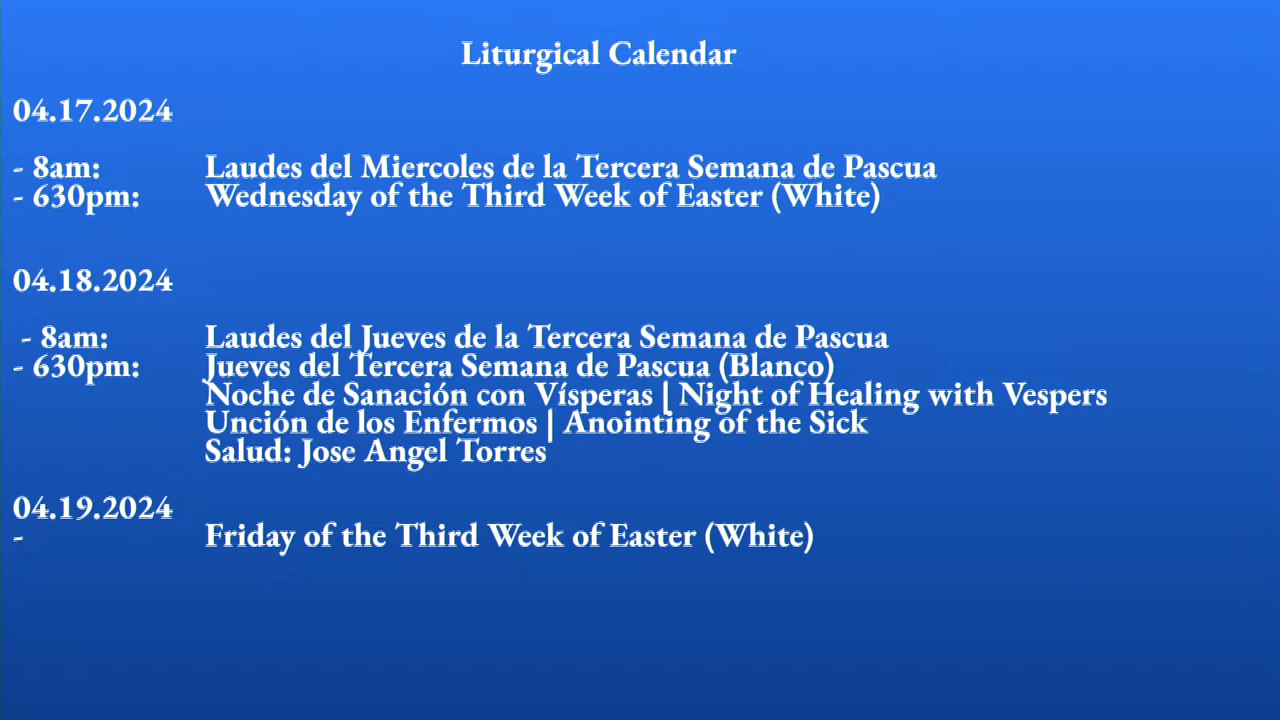 Liturgical Calendar
04.17.2024
- 8am: Laudes del Miercoles de la Tercera Semana de Pascua
- 630pm: Wednesday of the Third Week of Easter (White)
04.18.2024
- 8am: Laudes del Jueves de la Tercera Semana de Pascua
- 630pm: Jueves del Tercera Semana de Pascua (Blanco)
Noche de Sanación con Vísperas | Night of Healing with Vespers
Unción de los Enfermos | Anointing of the Sick
Salud: Jose Angel Torres
04.19.2024
- Friday of the Third Week of Easter (White)